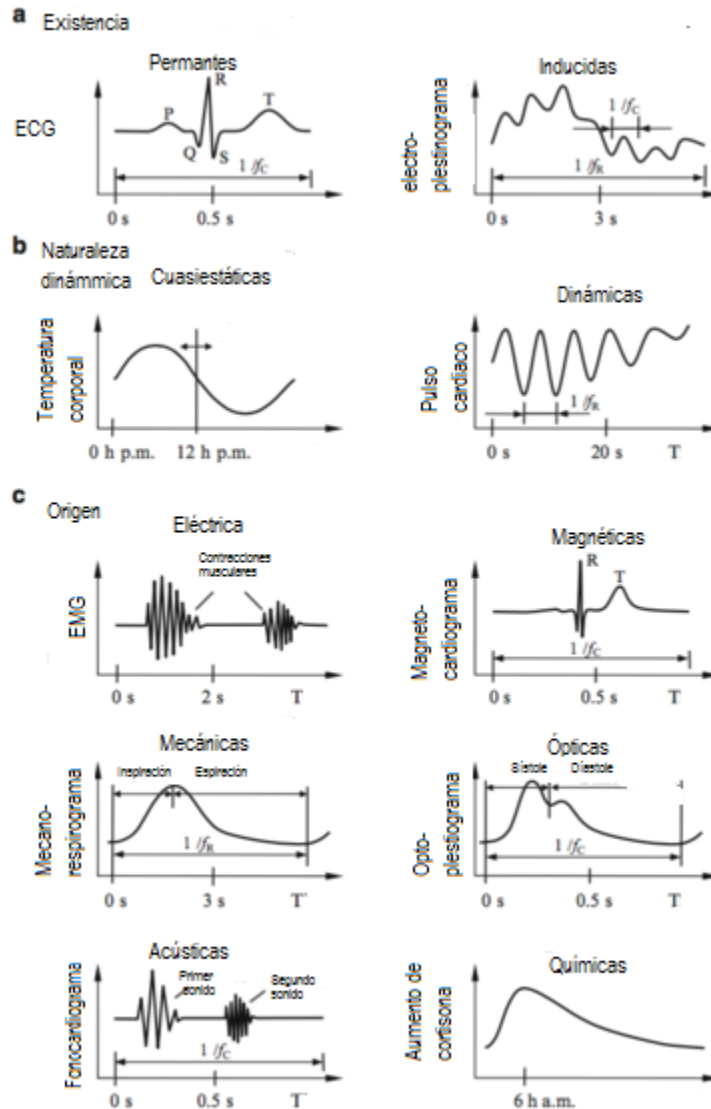 a Existencia
Permantes
R
P
T
ECG
Q
S
1/fC
0 s
0.5 s
Inducidas
1/fC
electro-
plestinograma
1/fR
0 s
3 s
b Naturaleza
dinámmica
Cuasiestáticas
Temperatura
corporal
0 h p.m.
12 h p.m.
Dinámicas
Pulso
cardiaco
1/fR
0 s
20 s
T
c
Origen
Eléctrica
Contracciones
musculares
EMG
0 s
2 s
T
Magnéticas
R
T
Magneto-
cardiograma
1/fC
0 s
0.5 s
T
Mecánicas
Inspiración
Espiración
Mecano-
respirograma
1/fR
0 s
3 s
T
Ópticas
Sístole
Diastole
Opto-
plestiograma
1/fC
0 s
0.5 s
T
Acústicas
Primer
sonido
Segundo
sonido
Fonocardiograma
1/fC
0 s
0.5 s
T
Químicas
Aumento de
cortisona
6 h a.m.